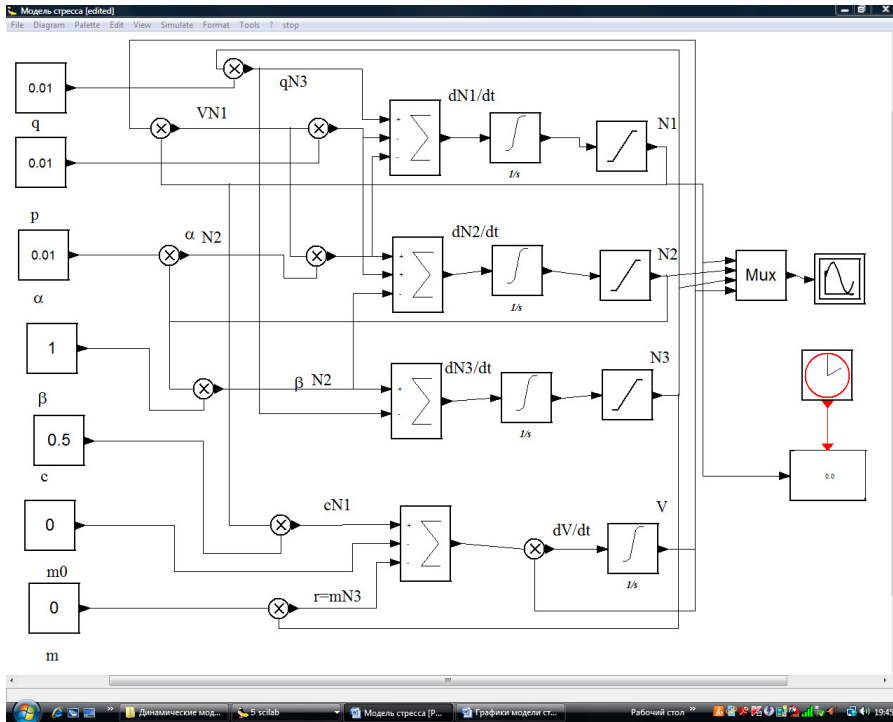 Модель стресса [edited]
File Diagram Palette Edit View Simulate Format Tools ? stop
0.01
q
0.01
p
0.01
α
1
β
0.5
c
0
m0
0
m
qN3
VN1
α N2
β N2
cN1
r=mN3
dN1/dt
1/s
N1
dN2/dt
1/s
N2
dN3/dt
1/s
N3
dV/dt
1/s
V
Mux
0.0
Динамические мод...
5 scilab
Модель стресса [Р...
Графики модели ст...
Рабочий стол
19:45